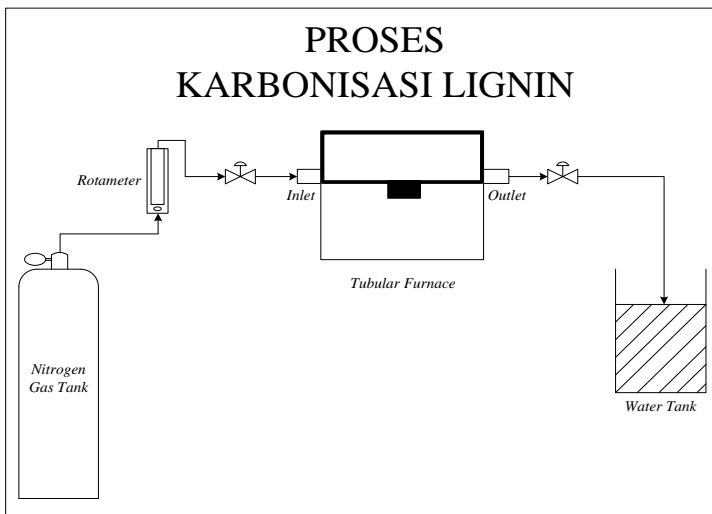 PROSES
KARBONISASI LIGNIN
Rotameter
Inlet
Outlet
Tubular Furnace
Nitrogen
Gas Tank
Water Tank